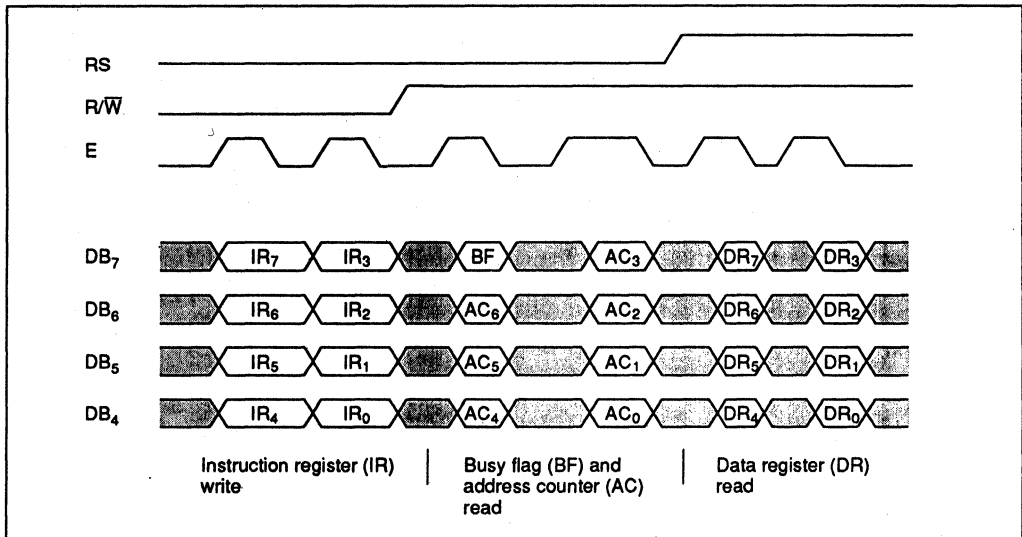 RS
R/W̅
E
DB₇ IR₇ IR₃ BF AC₃ DR₇ DR₃
DB₆ IR₆ IR₂ AC₆ AC₂ DR₆ DR₂
DB₅ IR₅ IR₁ AC₅ AC₁ DR₅ DR₁
DB₄ IR₄ IR₀ AC₄ AC₀ DR₄ DR₀
Instruction register (IR)
write
Busy flag (BF) and
address counter (AC)
read
Data register (DR)
read